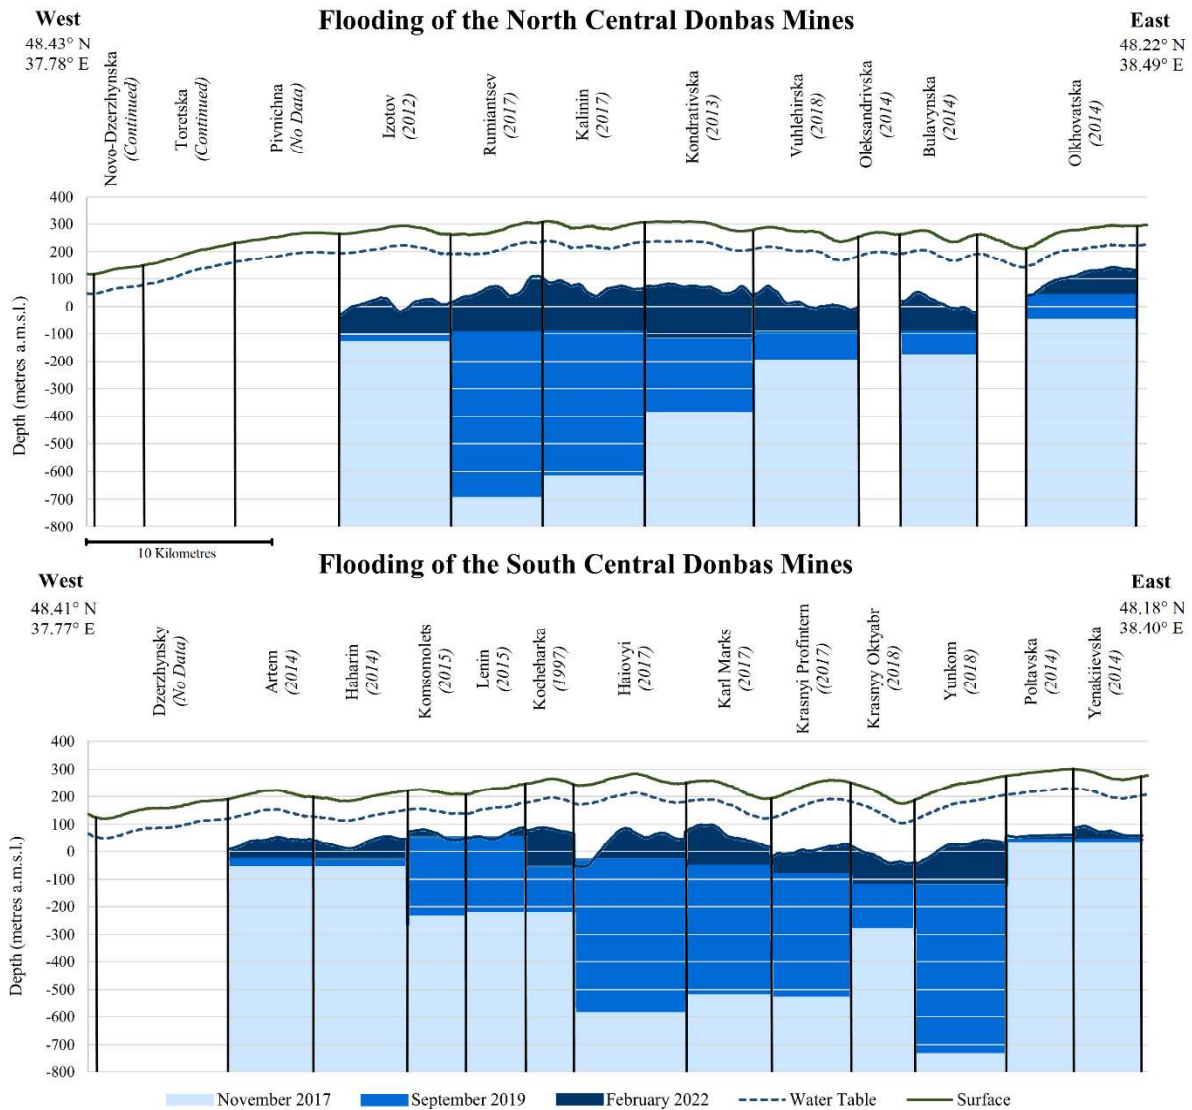 Flooding of the North Central Donbas Mines
West
48.43° N
37.78° E
East
48.22° N
38.49° E
Novo-Dzerzhynska
(Continued)
Toretska
(Continued)
Pivnichna
(No Data)
Izotov
(2012)
Rumiantsev
(2017)
Kalinin
(2017)
Kondrativska
(2013)
Vuhlehirska
(2018)
Oleksandrivska
(2014)
Bulavynska
(2014)
Olkhovatska
(2014)
Depth (metres a.m.s.l.)
400
300
200
100
0
-100
-200
-300
-400
-500
-600
-700
-800
10 Kilometres
Flooding of the South Central Donbas Mines
West
48.41° N
37.77° E
East
48.18° N
38.40° E
Dzerzhynsky
(No Data)
Artem
(2014)
Haharin
(2014)
Komsomolets
(2015)
Lenin
(2015)
Kocheharka
(1997)
Haiovyi
(2017)
Karl Marks
(2017)
Krasnyi Profintern
((2017)
Krasnyy Oktyabr
(2018)
Yunkom
(2018)
Poltavska
(2014)
Yenakiievska
(2014)
Depth (metres a.m.s.l.)
400
300
200
100
0
-100
-200
-300
-400
-500
-600
-700
-800
November 2017
September 2019
February 2022
Water Table
Surface